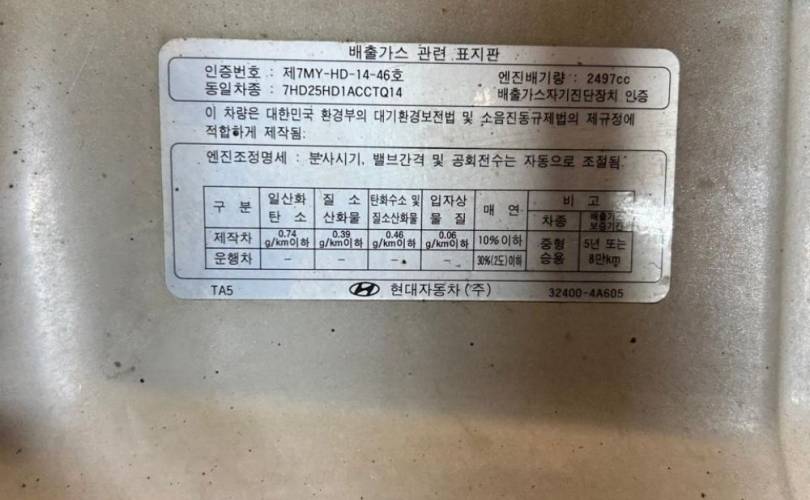 배출가스 관련 표지판
인증번호 : 제7MY-HD-14-46호 엔진배기량 : 2497cc
동일차종 : 7HD25HD1ACCTQ14 배출가스자기진단장치 인증
이 차량은 대한민국 환경부의 대기환경보전법 및 소음진동규제법의 제규정에
적합하게 제작됨.
엔진조정명세 : 분사시기, 밸브간격 및 공회전수는 자동으로 조절됨.
구 분 일산화 탄 소 질 소 산화물 탄화수소 및 질소산화물 입자상 물 질 매 연 비 고
차종 배출가스 보증기간
제작차 0.74 g/km이하 0.39 g/km이하 0.46 g/km이하 0.06 g/km이하 10%이하 중형 승용 5년 또는 8만km
운행차 – – – – 30%(2도)이하
TA5 현대자동차(주) 32400-4A605